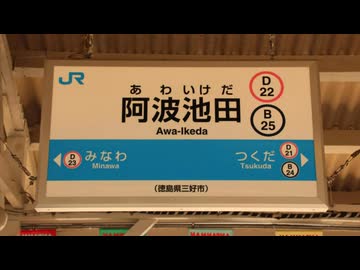 JR
あわいけだ
阿波池田
Awa-Ikeda
D
22
B
25
D
23
みなわ
Minawa
つくだ
Tsukuda
D
21
B
24
(徳島県三好市)